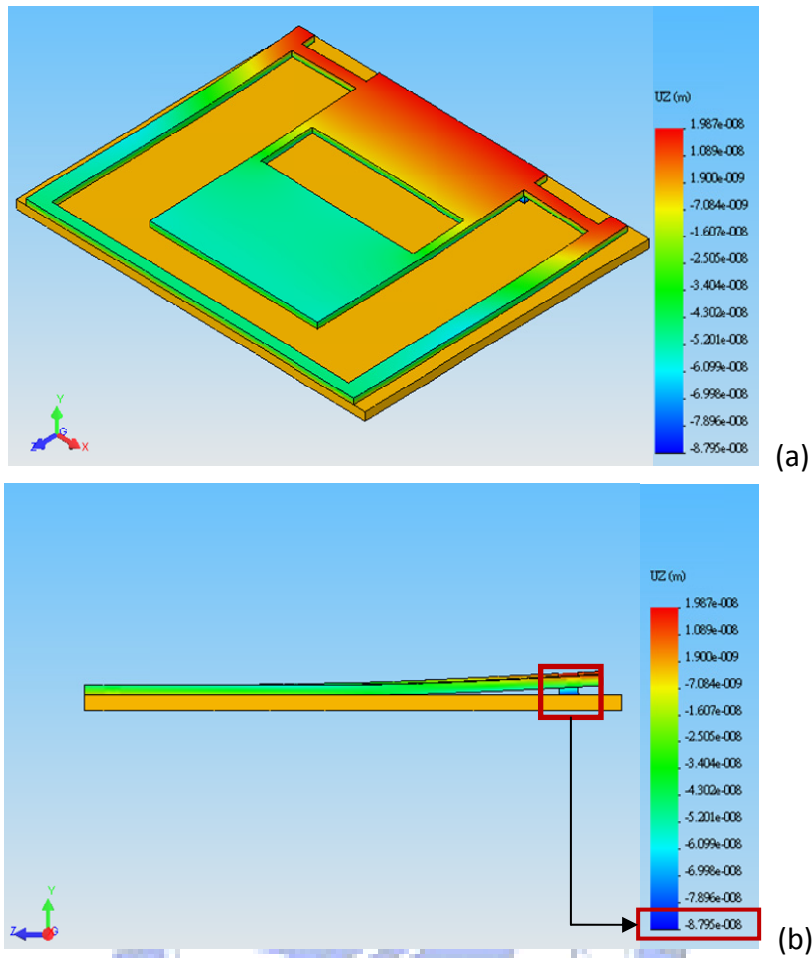 UZ (m)
1.987e-008
1.089e-008
1.900e-009
-7.084e-009
-1.607e-008
-2.505e-008
-3.404e-008
-4.302e-008
-5.201e-008
-6.099e-008
-6.998e-008
-7.896e-008
-8.795e-008
Y
G
Z
X
(a)
UZ (m)
1.987e-008
1.089e-008
1.900e-009
-7.084e-009
-1.607e-008
-2.505e-008
-3.404e-008
-4.302e-008
-5.201e-008
-6.099e-008
-6.998e-008
-7.896e-008
-8.795e-008
Y
Z
G
(b)